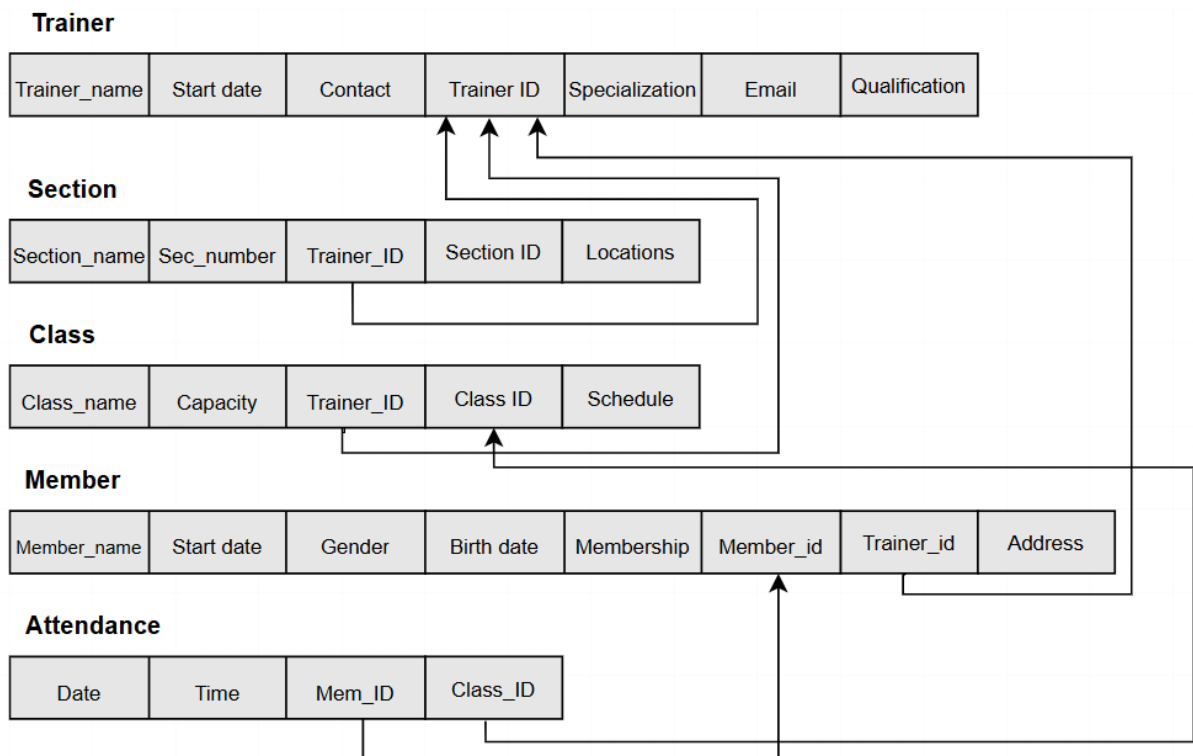 Trainer
Trainer_name Start date Contact Trainer ID Specialization Email Qualification
Section
Section_name Sec_number Trainer_ID Section ID Locations
Class
Class_name Capacity Trainer_ID Class ID Schedule
Member
Member_name Start date Gender Birth date Membership Member_id Trainer_id Address
Attendance
Date Time Mem_ID Class_ID